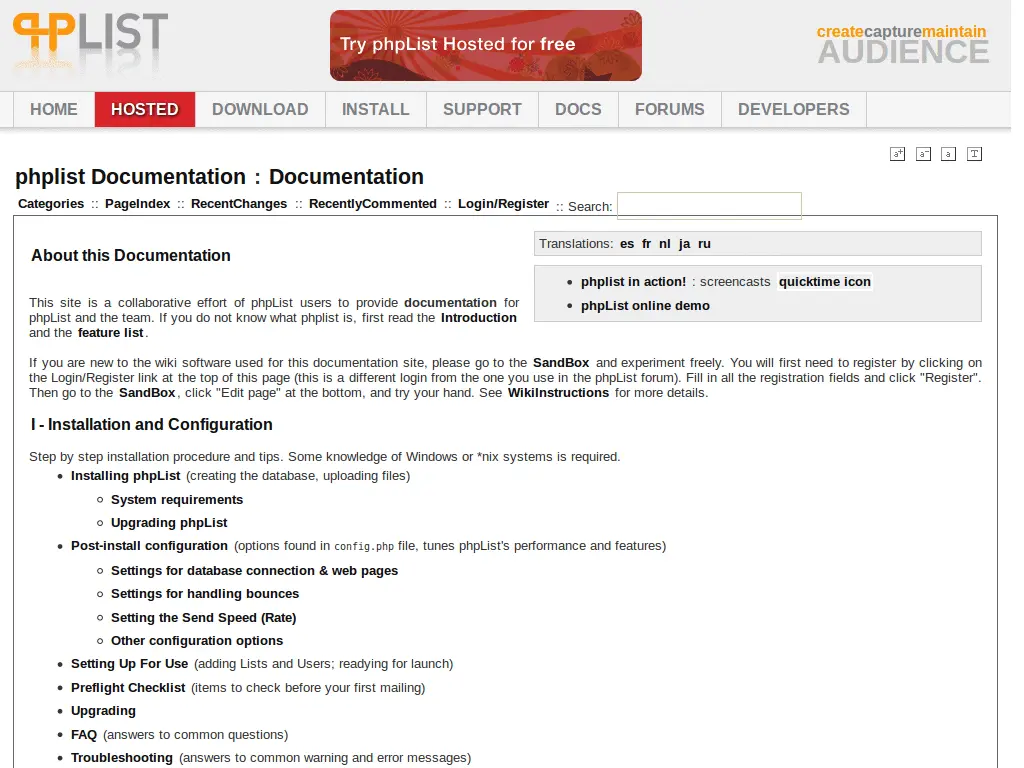 PHPLIST
Try phpList Hosted for free
createcapturemaintain
AUDIENCE
HOME HOSTED DOWNLOAD INSTALL SUPPORT DOCS FORUMS DEVELOPERS
a+ a- a T
phplist Documentation : Documentation
Categories :: PageIndex :: RecentChanges :: RecentlyCommented :: Login/Register :: Search:
Translations: es fr nl ja ru
phplist in action! : screencasts quicktime icon
phpList online demo
About this Documentation
This site is a collaborative effort of phpList users to provide documentation for
phpList and the team. If you do not know what phplist is, first read the Introduction
and the feature list.
If you are new to the wiki software used for this documentation site, please go to the SandBox and experiment freely. You will first need to register by clicking on
the Login/Register link at the top of this page (this is a different login from the one you use in the phpList forum). Fill in all the registration fields and click "Register".
Then go to the SandBox, click "Edit page" at the bottom, and try your hand. See WikiInstructions for more details.
I - Installation and Configuration
Step by step installation procedure and tips. Some knowledge of Windows or *nix systems is required.
Installing phpList (creating the database, uploading files)
System requirements
Upgrading phpList
Post-install configuration (options found in config.php file, tunes phpList's performance and features)
Settings for database connection & web pages
Settings for handling bounces
Setting the Send Speed (Rate)
Other configuration options
Setting Up For Use (adding Lists and Users; readying for launch)
Preflight Checklist (items to check before your first mailing)
Upgrading
FAQ (answers to common questions)
Troubleshooting (answers to common warning and error messages)